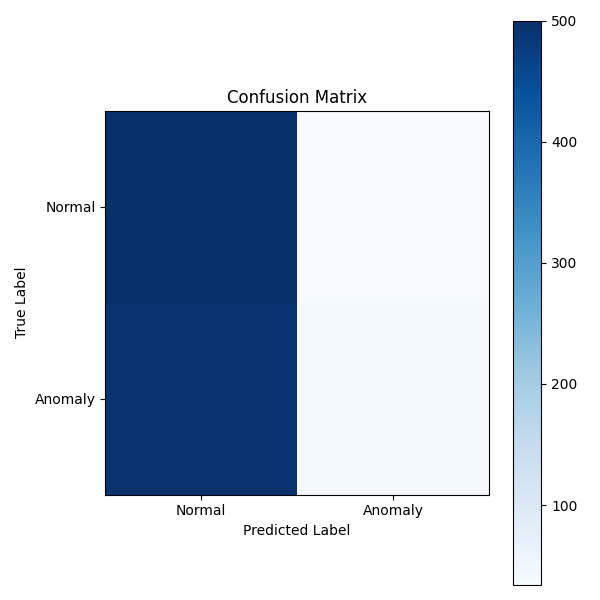 Confusion Matrix
True Label
Normal
Anomaly
Normal
Anomaly
Predicted Label
500
400
300
200
100